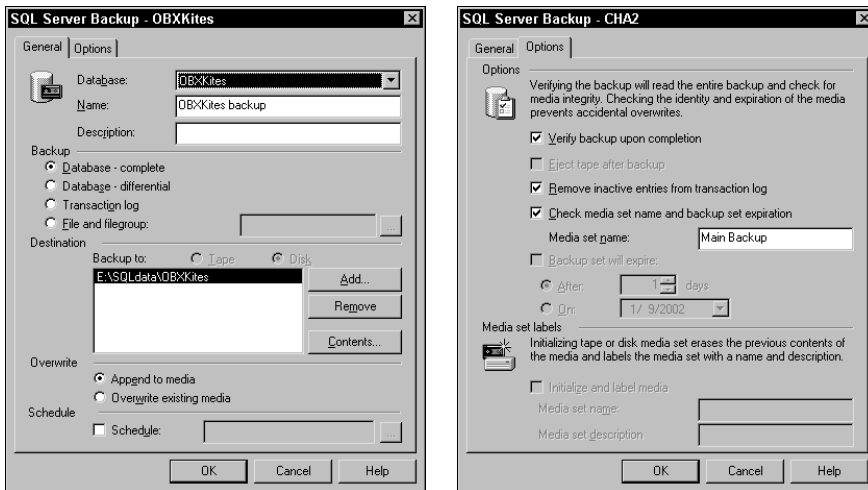 SQL Server Backup - OBXKites
General Options
Database: OBXKites
Name: OBXKites backup
Description:
Backup
Database - complete
Database - differential
Transaction log
File and filegroup: ...
Destination
Backup to: Tape Disk
E:\SQLdata\OBXKites
Add...
Remove
Contents...
Overwrite
Append to media
Overwrite existing media
Schedule
Schedule: ...
OK Cancel Help
SQL Server Backup - CHA2
General Options
Options
Verifying the backup will read the entire backup and check for
media integrity. Checking the identity and expiration of the media
prevents accidental overwrites.
Verify backup upon completion
Eject tape after backup
Remove inactive entries from transaction log
Check media set name and backup set expiration
Media set name: Main Backup
Backup set will expire:
After: 1 days
On: 1/ 9/2002
Media set labels
Initializing tape or disk media set erases the previous contents of
the media and labels the media set with a name and description.
Initialize and label media
Media set name:
Media set description
OK Cancel Help